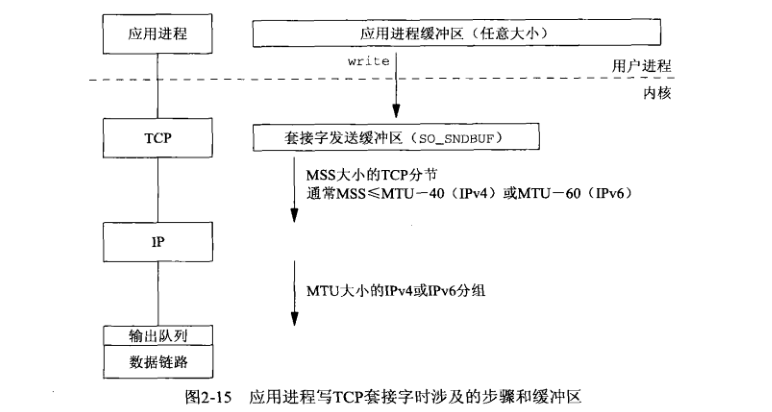 应用进程
应用进程缓冲区（任意大小）
write
用户进程
内核
TCP
套接字发送缓冲区（SO_SNDBUF）
MSS大小的TCP分节
通常MSS≤MTU－40（IPv4）或MTU－60（IPv6）
IP
MTU大小的IPv4或IPv6分组
输出队列
数据链路
图2-15 应用进程写TCP套接字时涉及的步骤和缓冲区